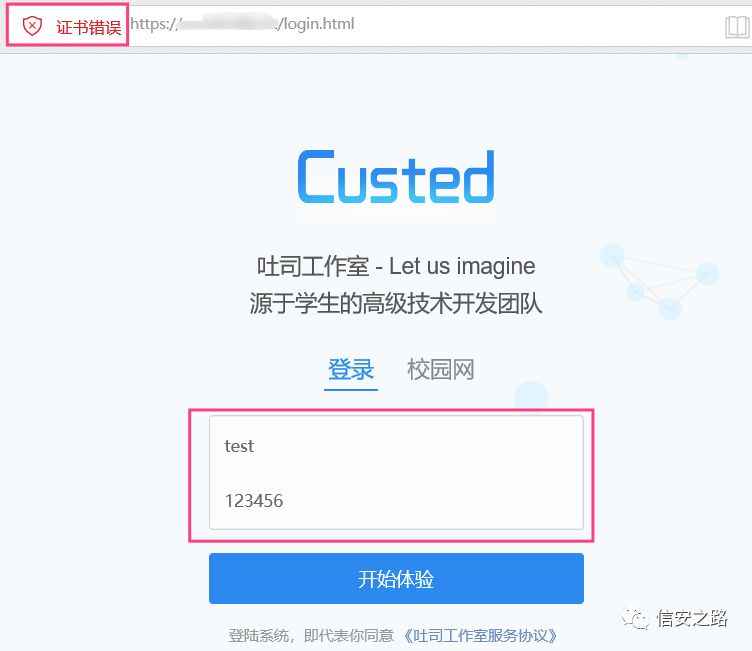 证书错误 https:// /login.html
Custed
吐司工作室 - Let us imagine
源于学生的高级技术开发团队
登录 校园网
test
123456
开始体验
登陆系统，即代表你同意《吐司工作室服务协议》
信安之路